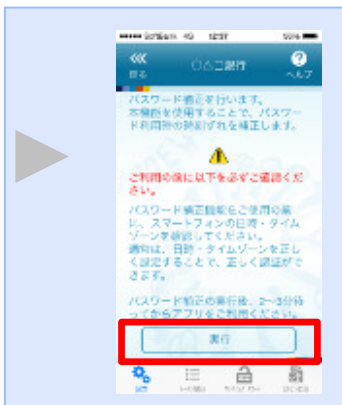 SoftBank 4G 12:37
戻る
○△□銀行
ヘルプ
パスワード補正を行います。
本機能を使用することで、パスワー
ド利用時の時刻ずれを補正します。
ご利用の前に以下を必ずご確認くだ
さい。
パスワード補正機能をご使用の前
に、スマートフォンの日時・タイム
ゾーンを確認してください。
通常は、日時・タイムゾーンを正し
く設定することで、正しく認証がで
きます。
パスワード補正の実行後、2~3分待
ってからアプリをご利用ください。
実行